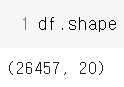 1 df.shape
(26457, 20)